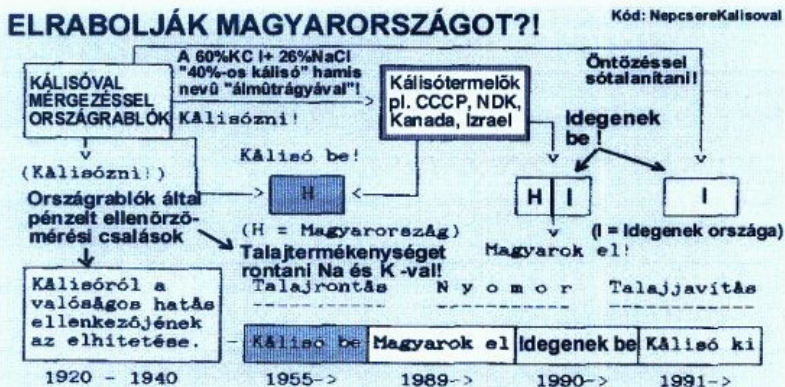 ELRABOLJÁK MAGYARORSZÁGOT?!
Kód: NepcsereKalisoval
KÁLISÓVAL
MÉRGEZÉSSEL
ORSZÁGRABLÓK
A 60%KC l+ 26%NaCl
"40%-os kálisó" hamis
nevű "álműtrágyával"!
KÁlisózni!
Kálisótermelők
pl. CCCP, NDK,
Kanada, Izrael
Öntözéssel
sótalanítani!
Idegenek
be !
(KÁlisózni!)
KÁlisó be!
Országrablók által
pénzelt ellenőrző-
mérési csalások
H
H I
I
(H = MagyarorszÁg)
(I = Idegenek országa)
Magyarok el!
Talajtermékenységet
rontani Na és K -val!
TalajrontÁs
Nyomor
TalajjavítÁs
KÁlisóról a
valósÁgos hatÁs
ellenkezőjének
az elhitetése.
KÁlisó be
Magyarok el
Idegenek be
KÁlisó ki
1920 - 1940
1955->
1989->
1990->
1991->